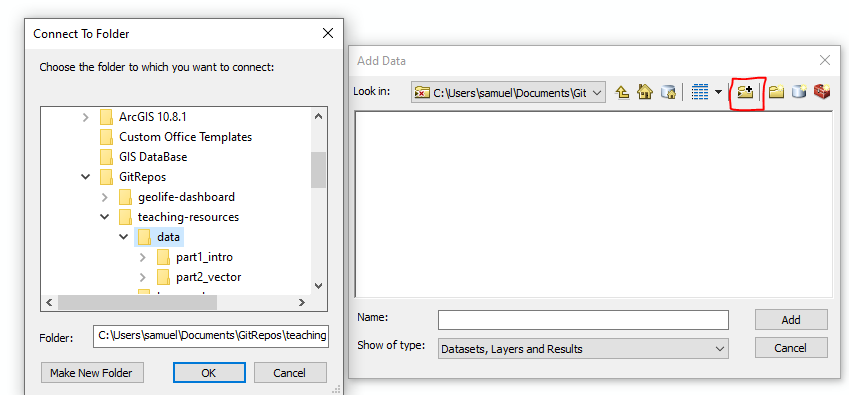 Connect To Folder
Choose the folder to which you want to connect:
ArcGIS 10.8.1
Custom Office Templates
GIS DataBase
GitRepos
geolife-dashboard
teaching-resources
data
part1_intro
part2_vector
Folder:
C:\Users\samuel\Documents\GitRepos\teaching
Make New Folder
OK
Cancel
Add Data
Look in:
C:\Users\samuel\Documents\Git
Name:
Add
Show of type:
Datasets, Layers and Results
Cancel